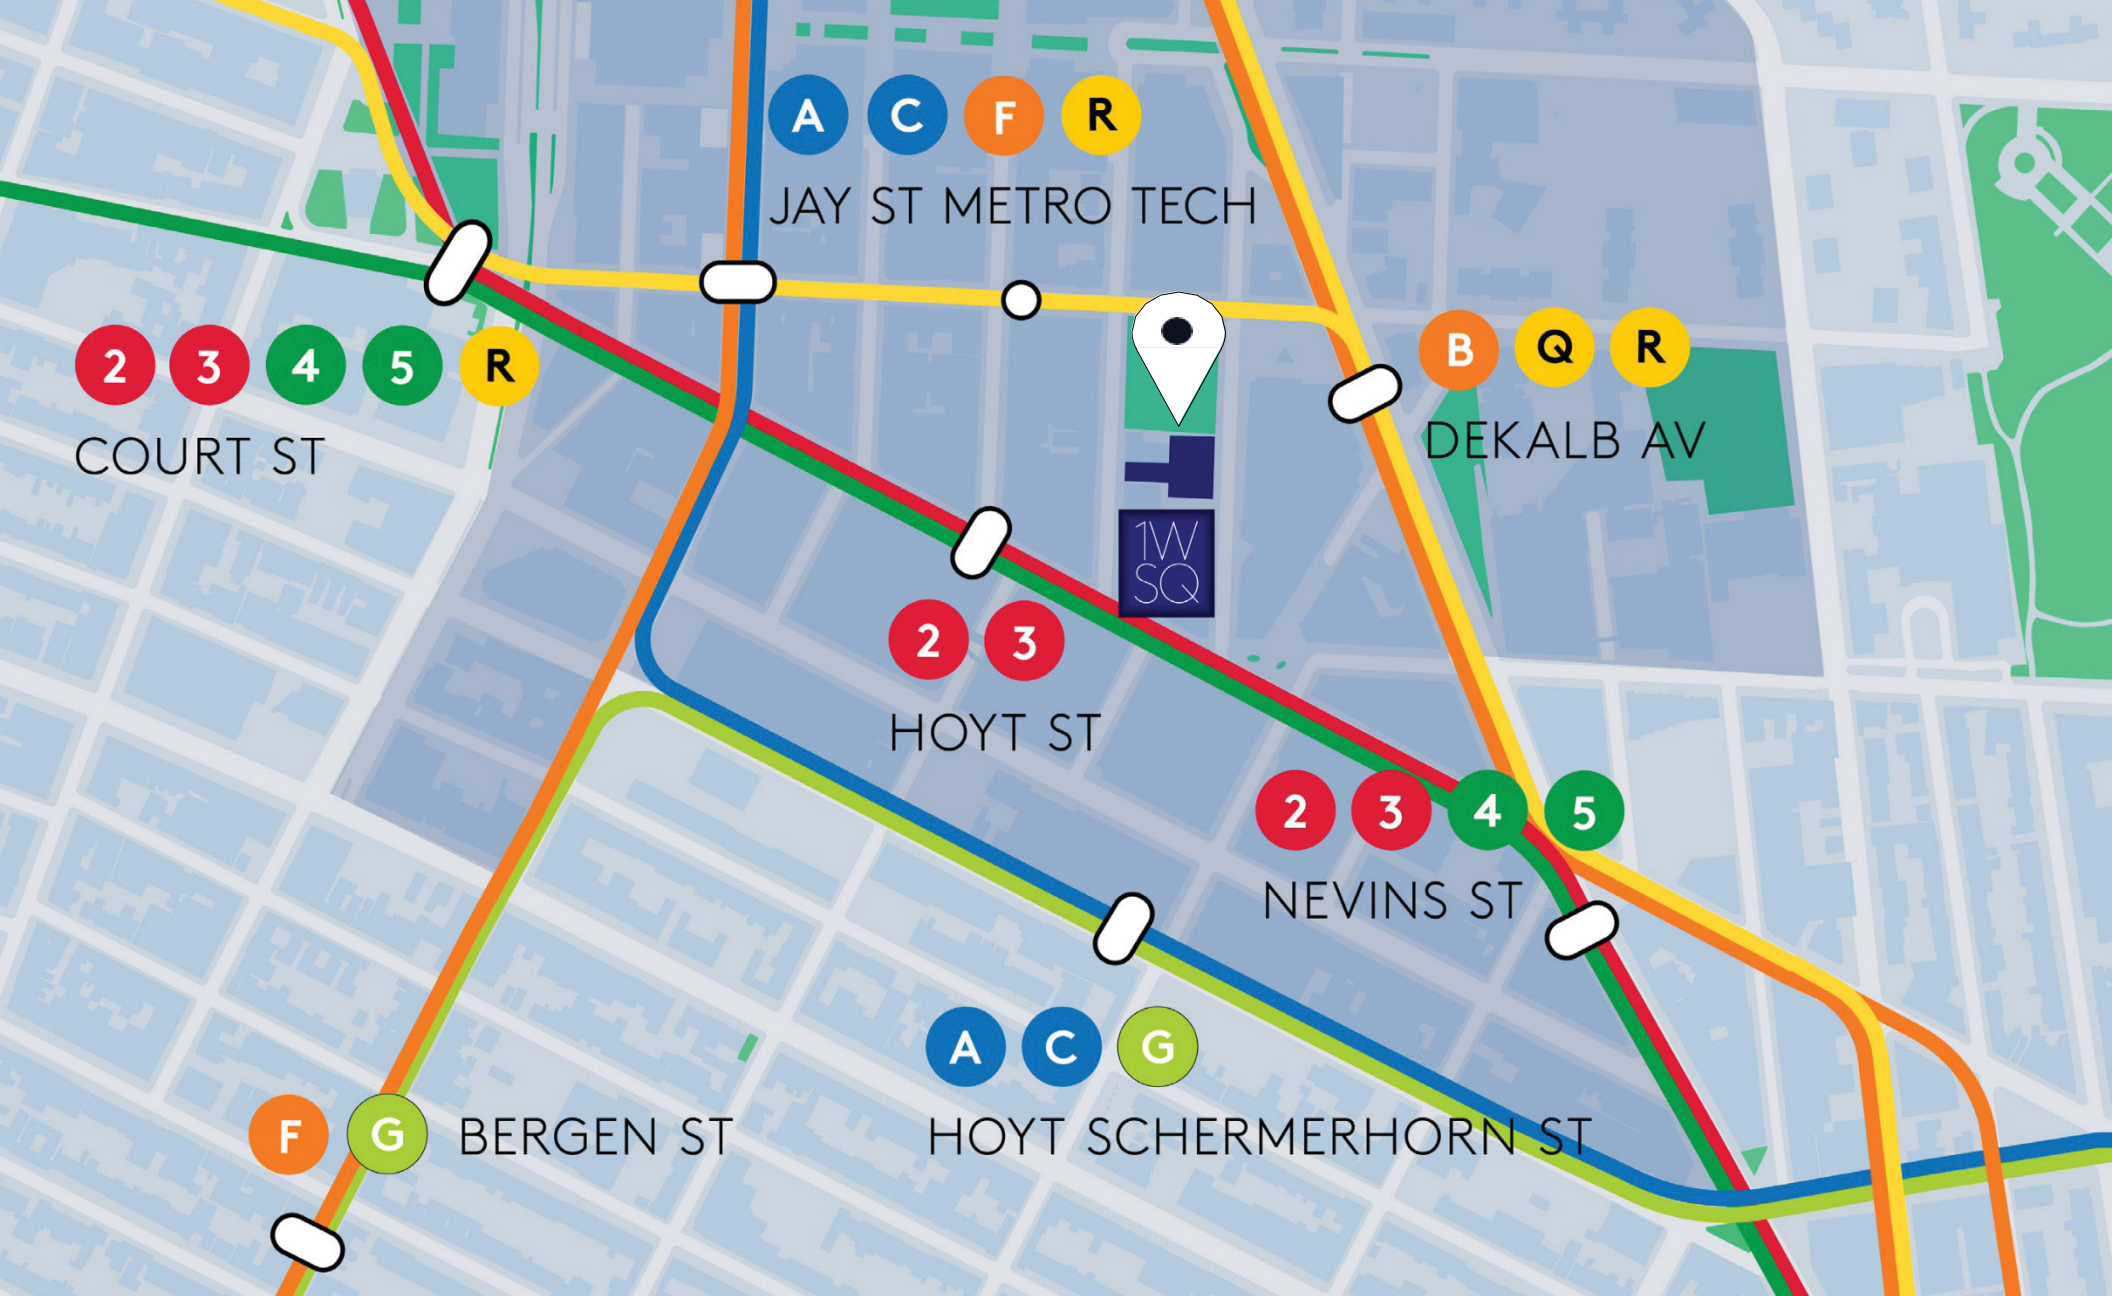 A C F R
JAY ST METRO TECH
2 3 4 5 R
COURT ST
B Q R
DEKALB AV
1W
SQ
2 3
HOYT ST
2 3 4 5
NEVINS ST
A C G
HOYT SCHERMERHORN ST
F G BERGEN ST